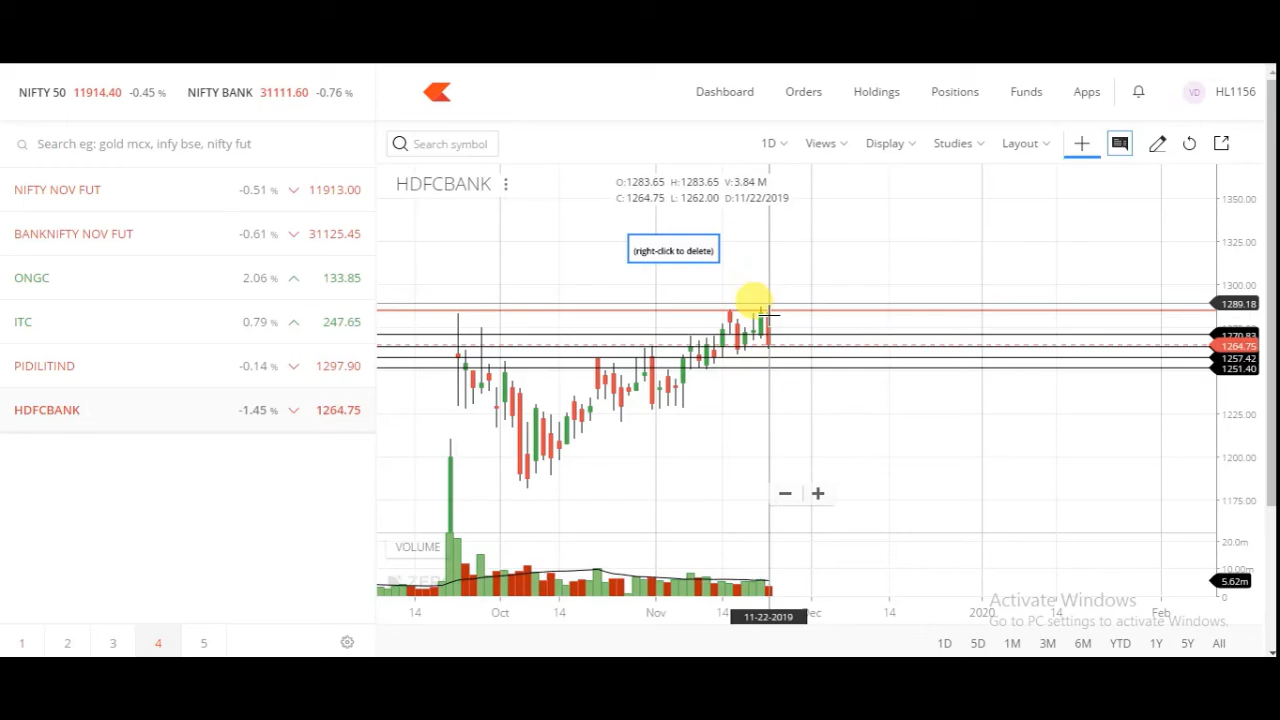 NIFTY 50 11914.40 -0.45 % NIFTY BANK 31111.60 -0.76 %
Dashboard Orders Holdings Positions Funds Apps VD HL1156
Search eg: gold mcx, infy bse, nifty fut
Search symbol 1D Views Display Studies Layout
NIFTY NOV FUT -0.51 % 11913.00
BANKNIFTY NOV FUT -0.61 % 31125.45
ONGC 2.06 % 133.85
ITC 0.79 % 247.65
PIDILITIND -0.14 % 1297.90
HDFCBANK -1.45 % 1264.75
HDFCBANK
O:1283.65 H:1283.65 V:3.84 M
C:1264.75 L: 1262.00 D:11/22/2019
(right-click to delete)
1350.00
1325.00
1300.00
1289.18
1264.75
1257.42
1251.40
1225.00
1200.00
1175.00
VOLUME
20.0m
10.00m
5.62m
0
14 Oct 14 Nov 14 11-22-2019 Dec 14 2020 14 Feb
Activate Windows
Go to PC settings to activate Windows.
1 2 3 4 5
1D 5D 1M 3M 6M YTD 1Y 5Y All